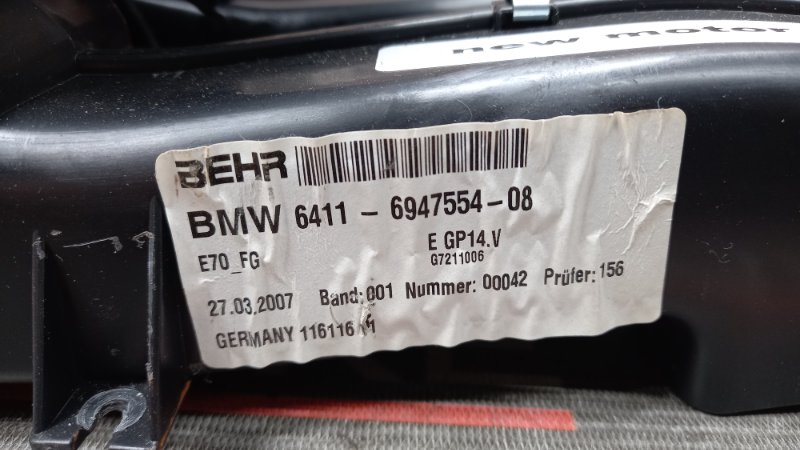 new motor
BEHR
BMW 6411 - 6947554-08
E GP14.V
E70_FG
G7211006
27.03.2007 Band:001 Nummer: 00042 Prüfer: 156
GERMANY 116116